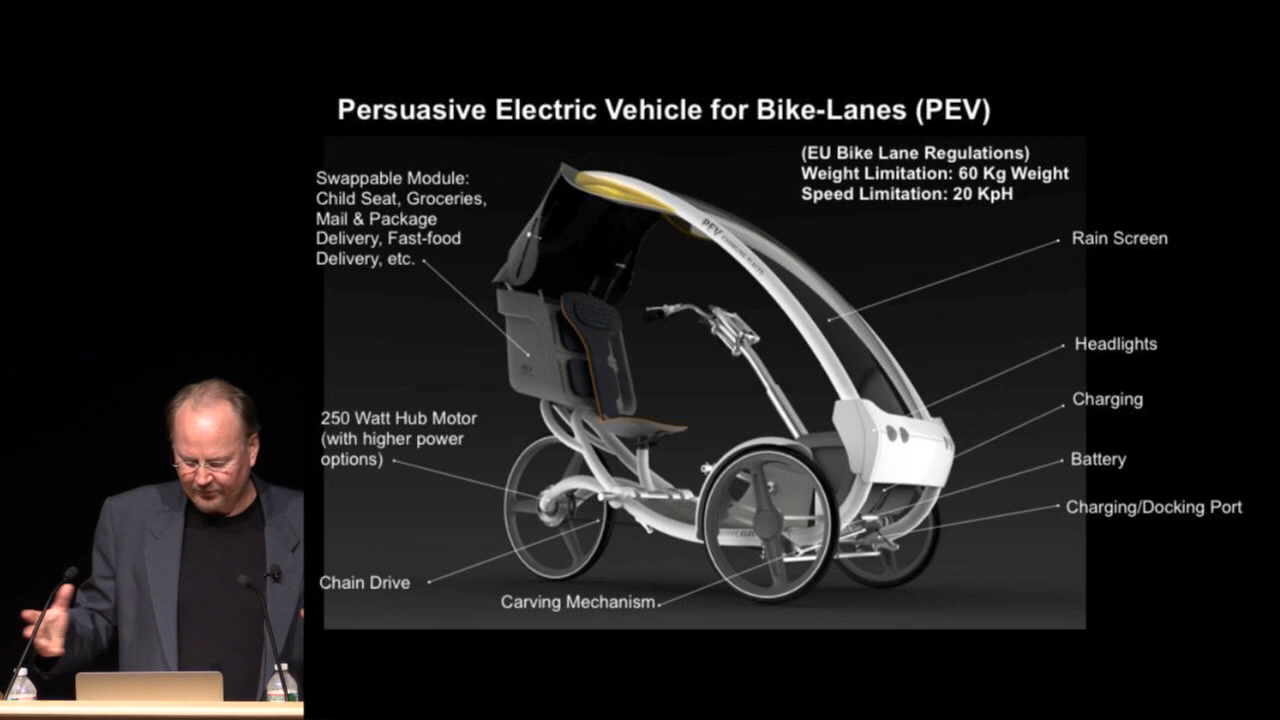 Persuasive Electric Vehicle for Bike-Lanes (PEV)
(EU Bike Lane Regulations)
Weight Limitation: 60 Kg Weight
Speed Limitation: 20 KpH
Swappable Module:
Child Seat, Groceries,
Mail & Package
Delivery, Fast-food
Delivery, etc.
PEV
Rain Screen
Headlights
Charging
250 Watt Hub Motor
(with higher power
options)
Battery
Charging/Docking Port
Chain Drive
Carving Mechanism